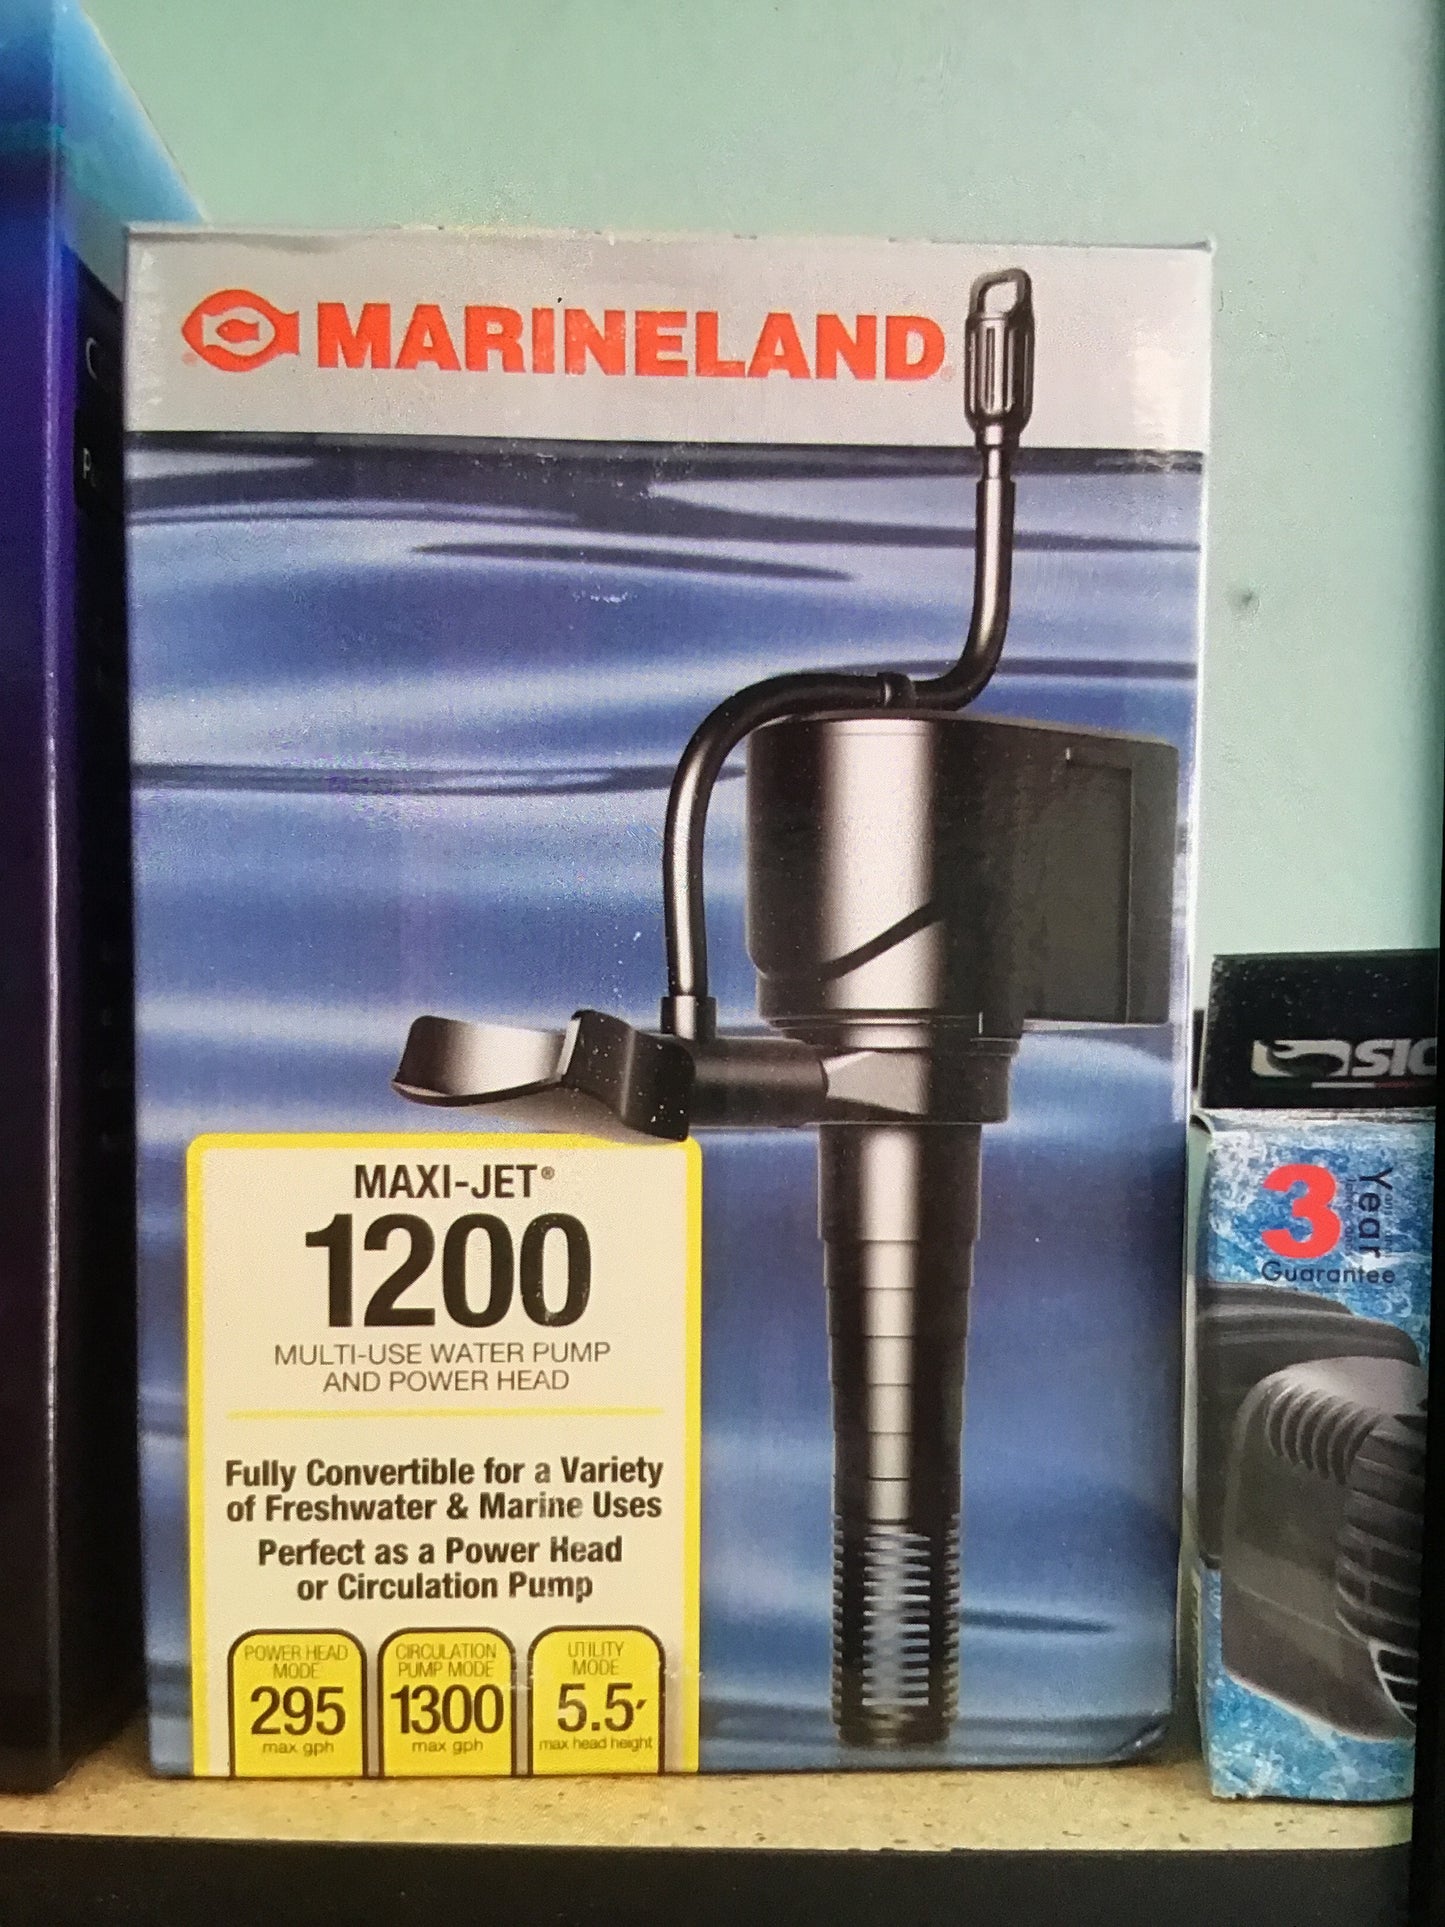 MARINELAND
MAXI-JET®
1200
MULTI-USE WATER PUMP
AND POWER HEAD
Fully Convertible for a Variety
of Freshwater & Marine Uses
Perfect as a Power Head
or Circulation Pump
POWER HEAD
MODE
295
max gph
CIRCULATION
PUMP MODE
1300
max gph
UTILITY
MODE
5.5'
max head height
SIC
3 Year
Guarantee